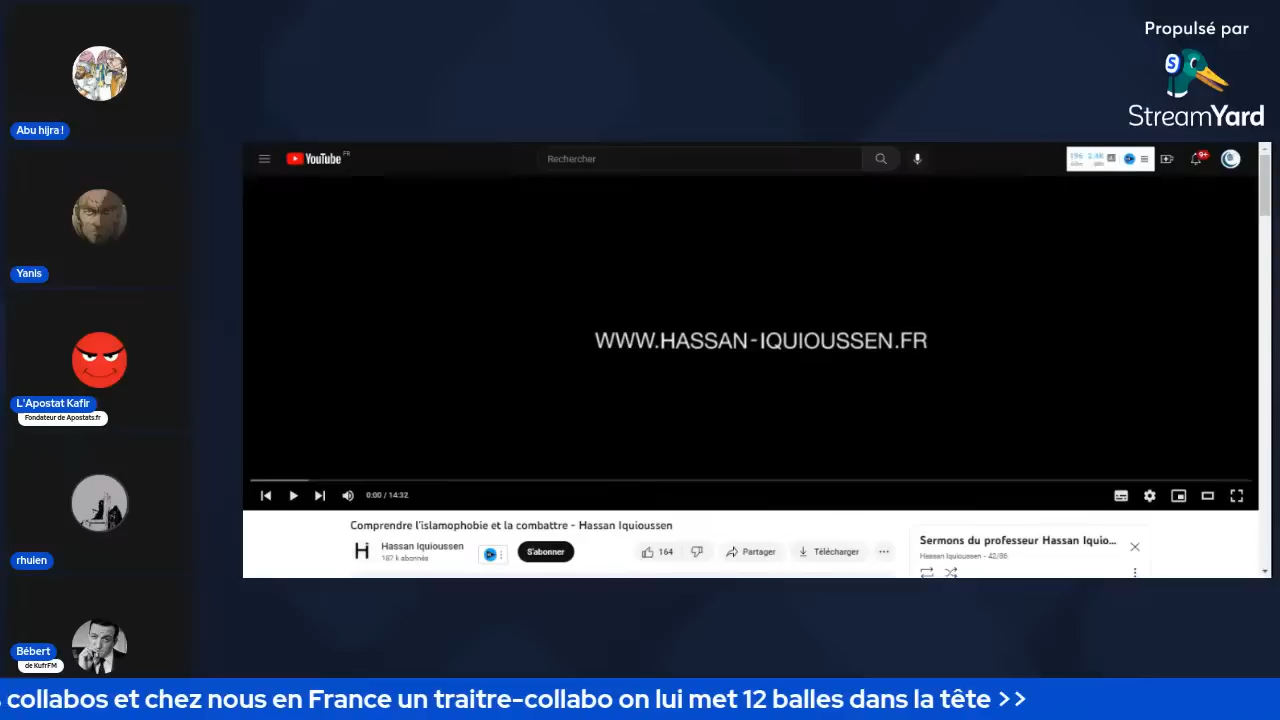 Propulsé par
StreamYard
Abu hijra !
Yanis
L'Apostat Kafir
Fondateur de Apostats.fr
rhuien
Bébert
de KufrFM
YouTube FR
Rechercher
9+
WWW.HASSAN-IQUIOUSSEN.FR
0:00 / 14:32
Comprendre l'islamophobie et la combattre - Hassan Iquioussen
Hassan Iquioussen
187 k abonnés
S'abonner
164
Partager
Télécharger
Sermons du professeur Hassan Iquio...
Hassan Iquioussen - 42/86
collabos et chez nous en France un traitre-collabo on lui met 12 balles dans la tête >>